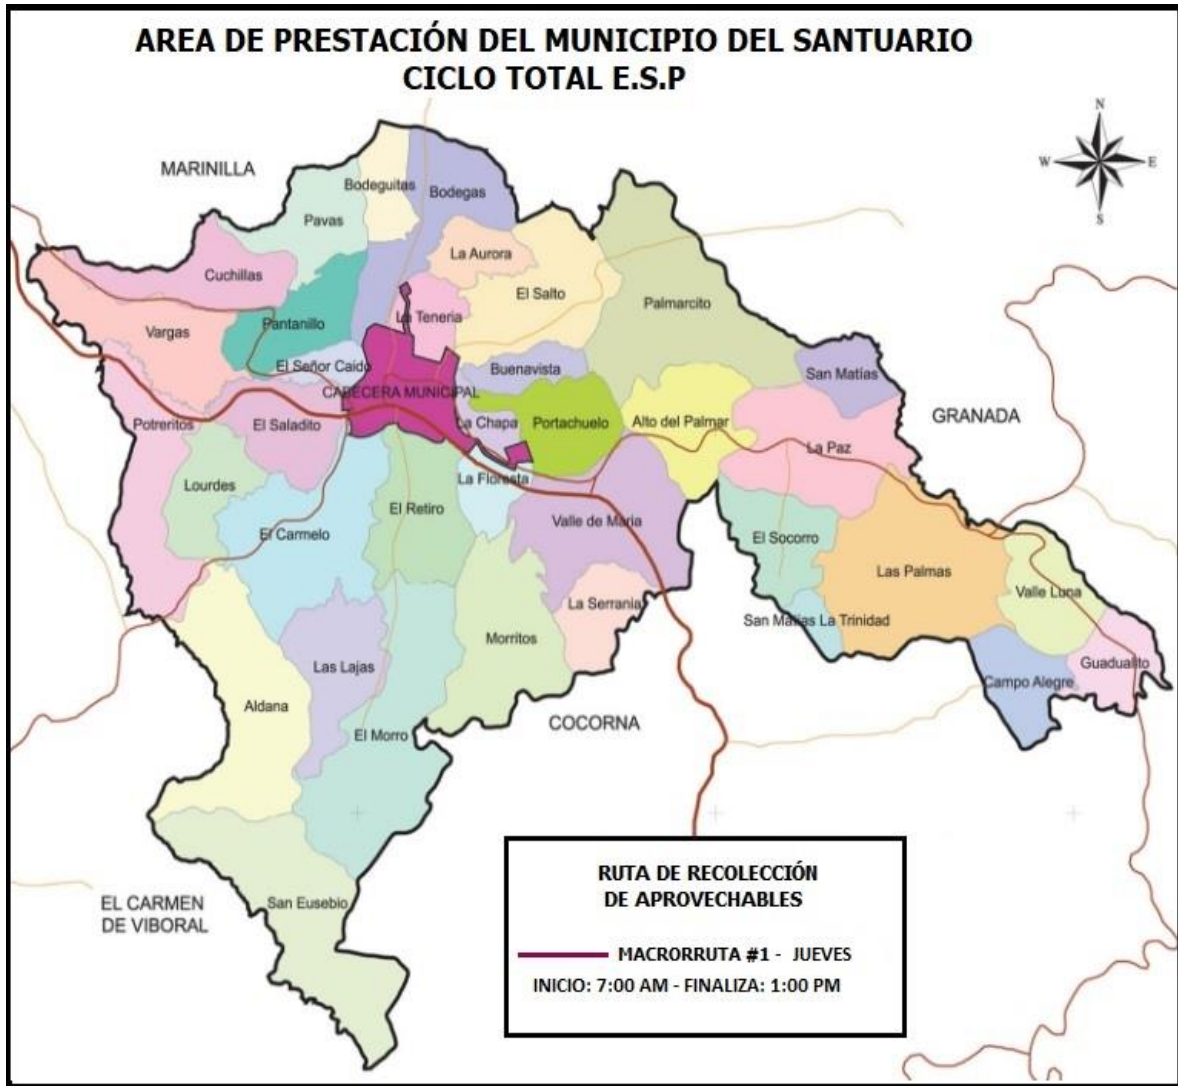 AREA DE PRESTACIÓN DEL MUNICIPIO DEL SANTUARIO
CICLO TOTAL E.S.P
N
W
E
S
MARINILLA
Bodeguitas
Bodegas
Pavas
La Aurora
Cuchillas
El Salto
Palmarcito
Vargas
Pantanillo
La Teneria
El Señor Caido
Buenavista
San Matías
CABECERA MUNICIPAL
GRANADA
Potreritos
El Saladito
La Chapa
Portachuelo
Alto del Palmar
La Paz
Lourdes
La Floresta
El Retiro
Valle de Maria
El Carmelo
El Socorro
Las Palmas
Valle Luna
La Serrania
San Matias La Trinidad
Morritos
Las Lajas
Guadualito
Campo Alegre
Aldana
COCORNA
El Morro
EL CARMEN
DE VIBORAL
San Eusebio
RUTA DE RECOLECCIÓN
DE APROVECHABLES
MACRORRUTA #1 - JUEVES
INICIO: 7:00 AM - FINALIZA: 1:00 PM